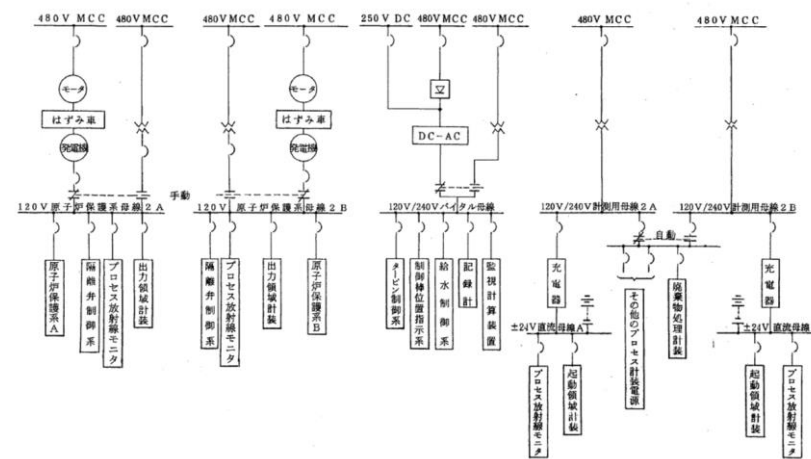 480V MCC
480VMCC
480VMCC
480V MCC
250V DC
480VMCC
480VMCC
480V MCC
480V MCC
モータ
はずみ車
発電機
モータ
はずみ車
発電機
DC-AC
手動
自動
120V原子炉保護系母線2A
120V 原子炉保護系母線2B
120V/240Vバイタル母線
120V/240V計測用母線2A
120V/240V計測用母線2B
原子炉保護系A
隔離弁制御系
プロセス放射線モニタ
出力領域計装
隔離弁制御系
プロセス放射線モニタ
出力領域計装
原子炉保護系B
タービン制御系
制御棒位置指示系
給水制御系
記録計
監視計算装置
充電器
その他のプロセス計装電源
廃棄物処理計装
充電器
±24V直流母線A
±24V直流母線
プロセス放射線モニタ
起動領域計装
起動領域計装
プロセス放射線モニタ